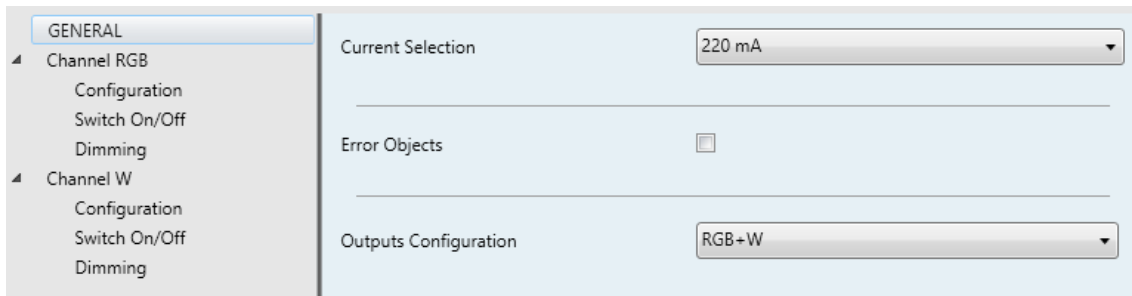 GENERAL
Channel RGB
Configuration
Switch On/Off
Dimming
Channel W
Configuration
Switch On/Off
Dimming
Current Selection
220 mA
Error Objects
Outputs Configuration
RGB+W